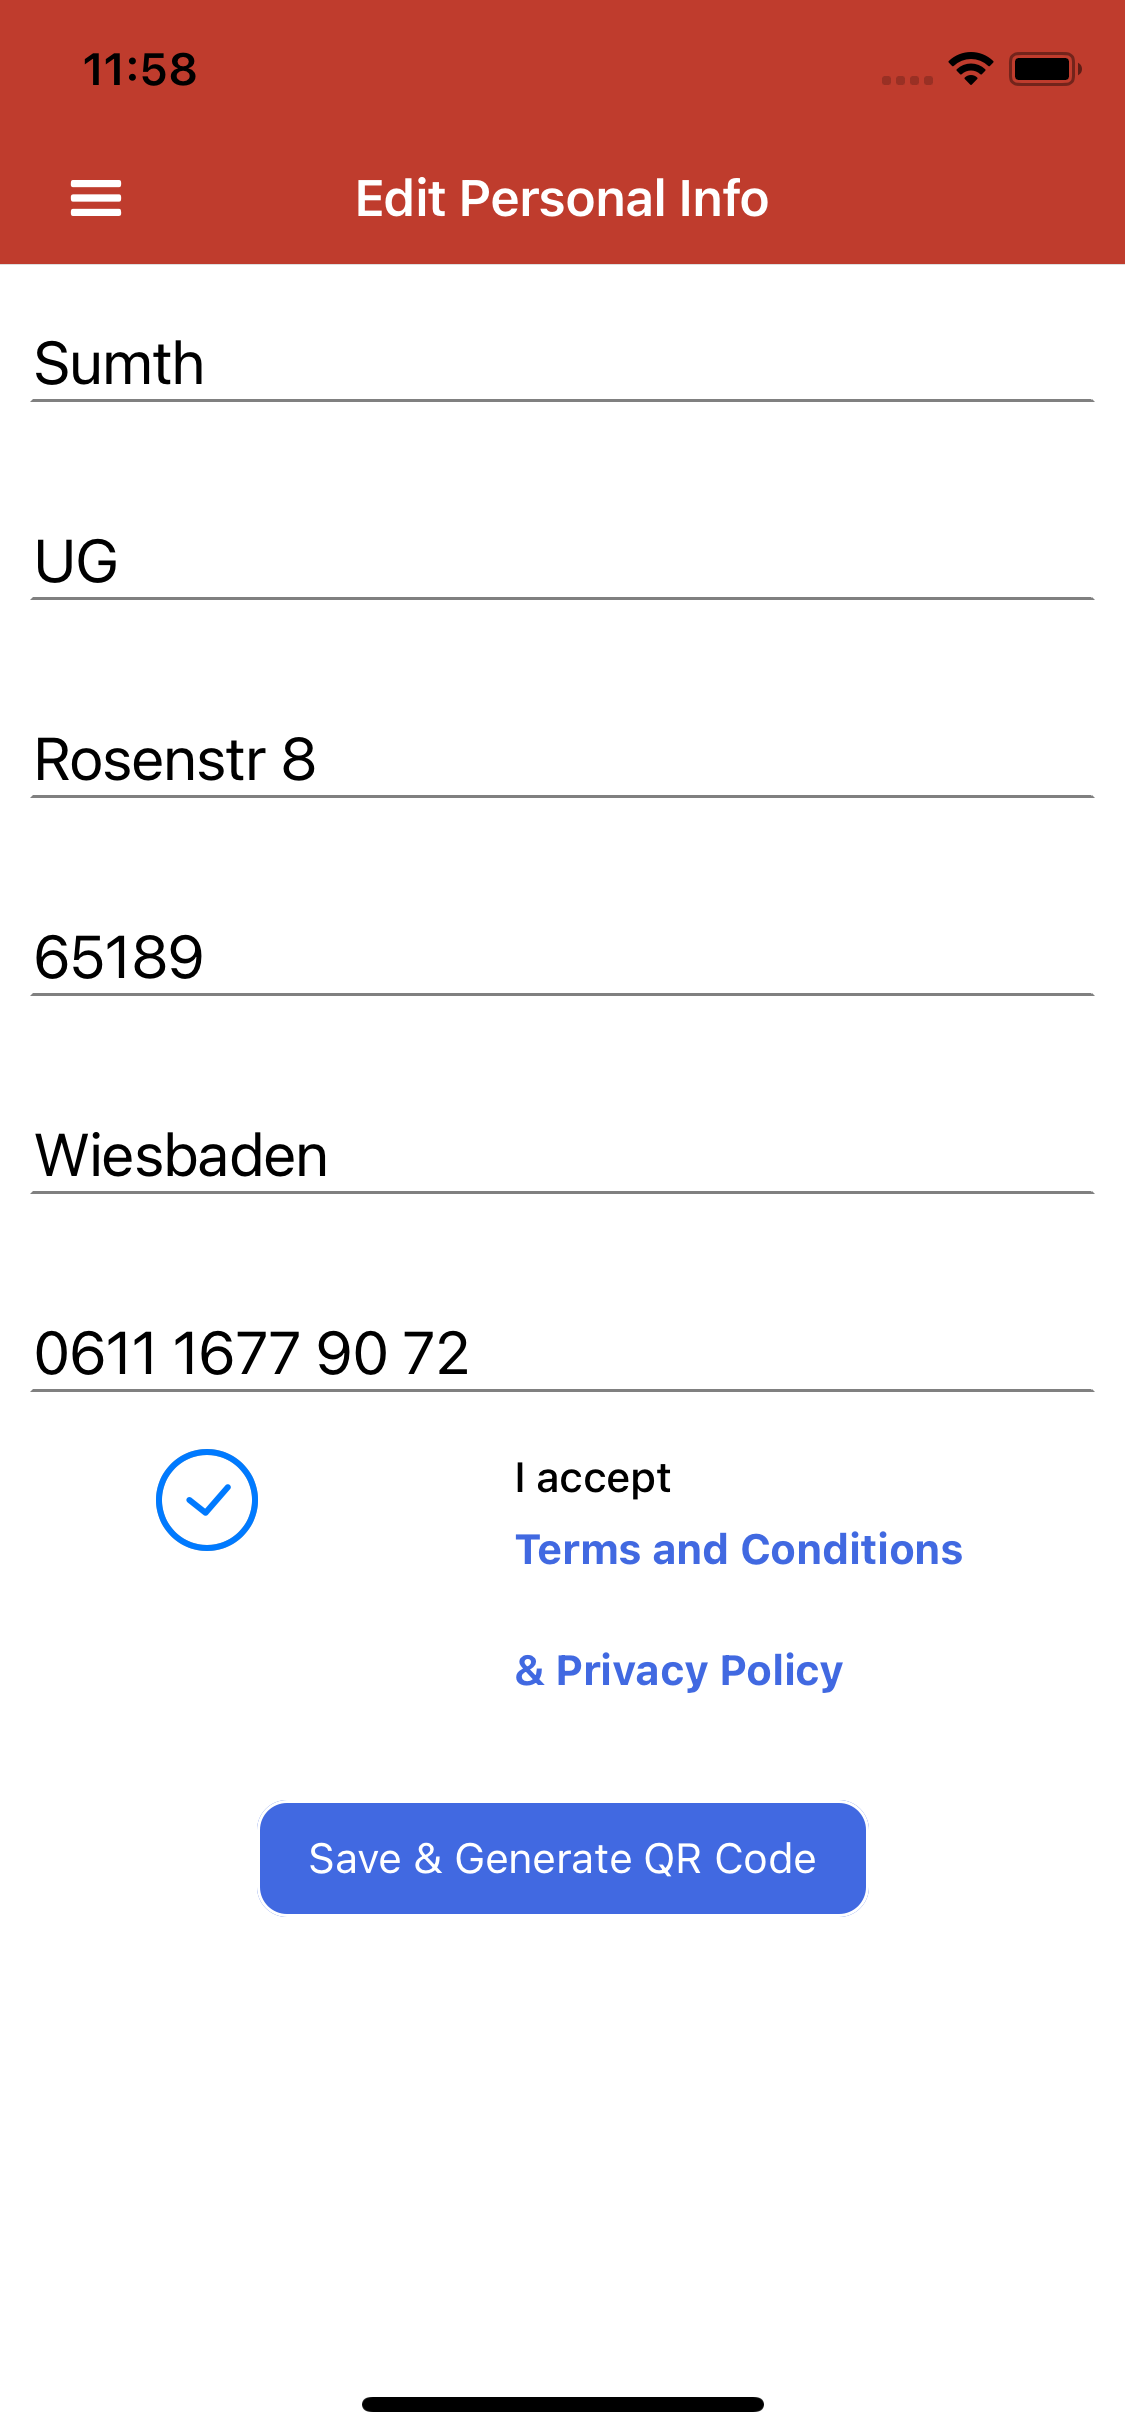 11:58
Edit Personal Info
Sumth
UG
Rosenstr 8
65189
Wiesbaden
0611 1677 90 72
I accept
Terms and Conditions
& Privacy Policy
Save & Generate QR Code